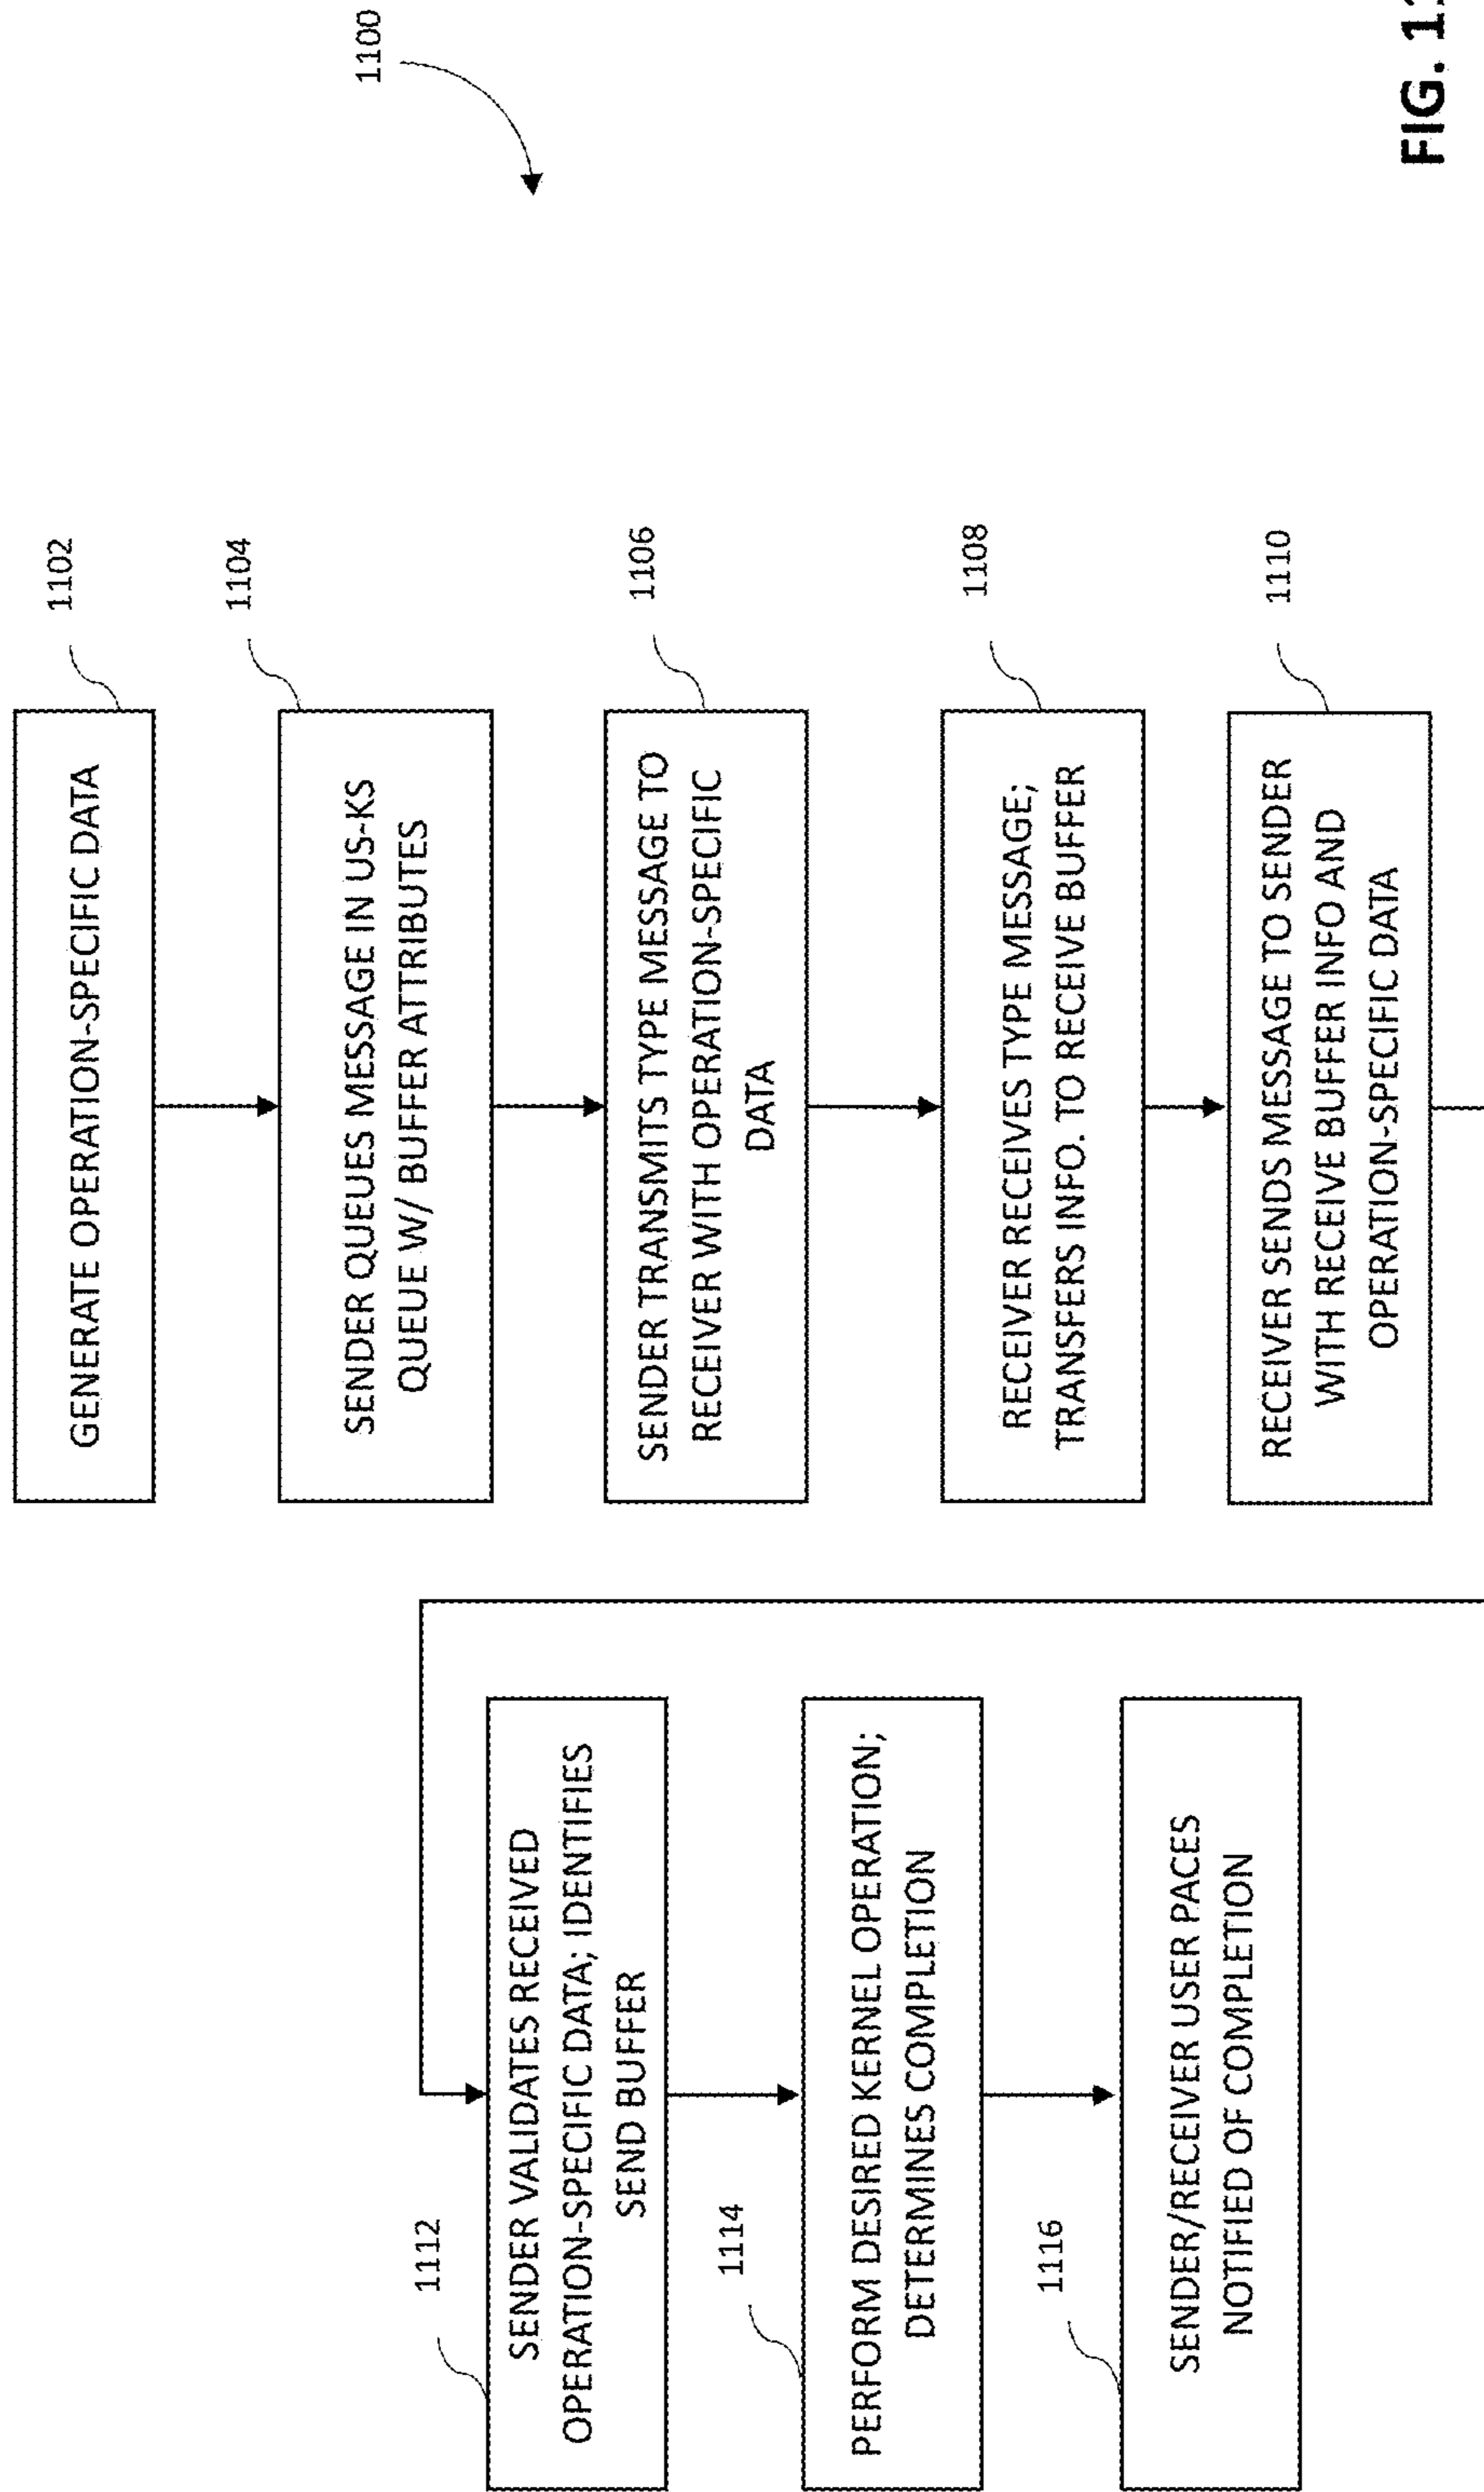 1100
1102
GENERATE OPERATION-SPECIFIC DATA
1104
SENDER QUEUES MESSAGE IN US-KS
QUEUE W/ BUFFER ATTRIBUTES
1106
SENDER TRANSMITS TYPE MESSAGE TO
RECEIVER WITH OPERATION-SPECIFIC
DATA
1108
RECEIVER RECEIVES TYPE MESSAGE;
TRANSFERS INFO. TO RECEIVE BUFFER
1110
RECEIVER SENDS MESSAGE TO SENDER
WITH RECEIVE BUFFER INFO AND
OPERATION-SPECIFIC DATA
1112
SENDER VALIDATES RECEIVED
OPERATION-SPECIFIC DATA; IDENTIFIES
SEND BUFFER
1114
PERFORM DESIRED KERNEL OPERATION;
DETERMINES COMPLETION
1116
SENDER/RECEIVER USER PACES
NOTIFIED OF COMPLETION
FIG. 11